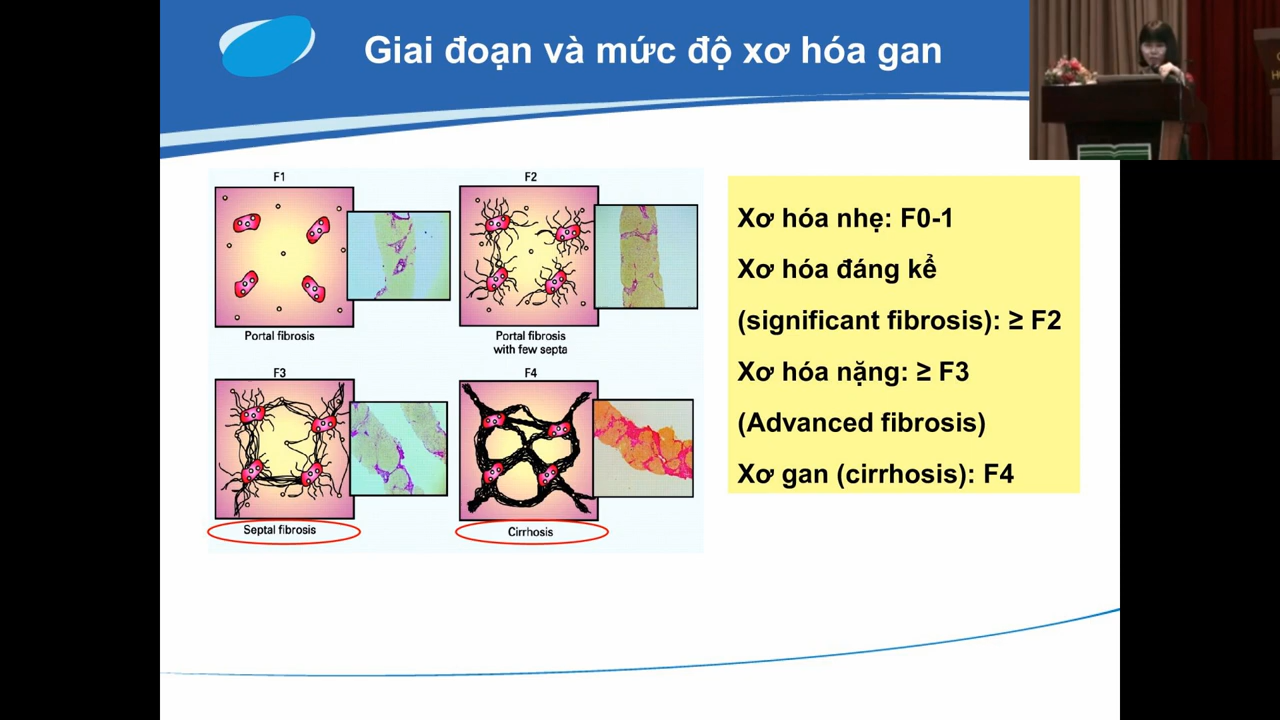 Giai đoạn và mức độ xơ hóa gan
F1
F2
Portal fibrosis
Portal fibrosis
with few septa
F3
F4
Septal fibrosis
Cirrhosis
Xơ hóa nhẹ: F0-1
Xơ hóa đáng kể
(significant fibrosis): ≥ F2
Xơ hóa nặng: ≥ F3
(Advanced fibrosis)
Xơ gan (cirrhosis): F4